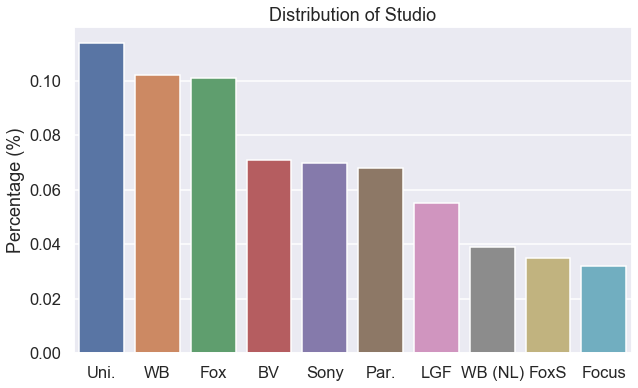 Distribution of Studio
Percentage (%)
0.10
0.08
0.06
0.04
0.02
0.00
Uni. WB Fox BV Sony Par. LGF WB (NL) FoxS Focus